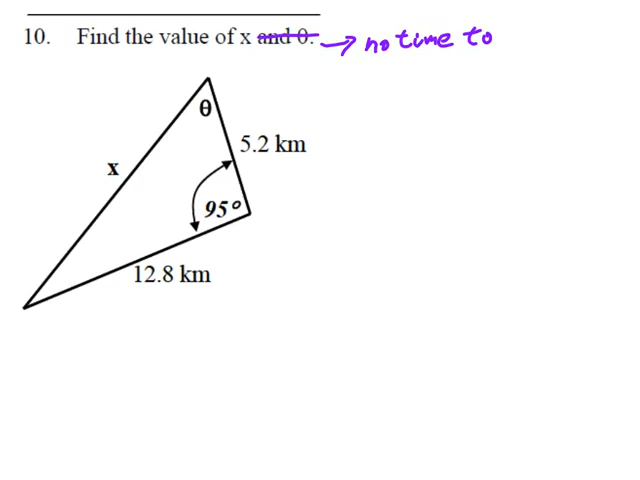 10. Find the value of x and θ. → no time to
θ
5.2 km
x
95°
12.8 km